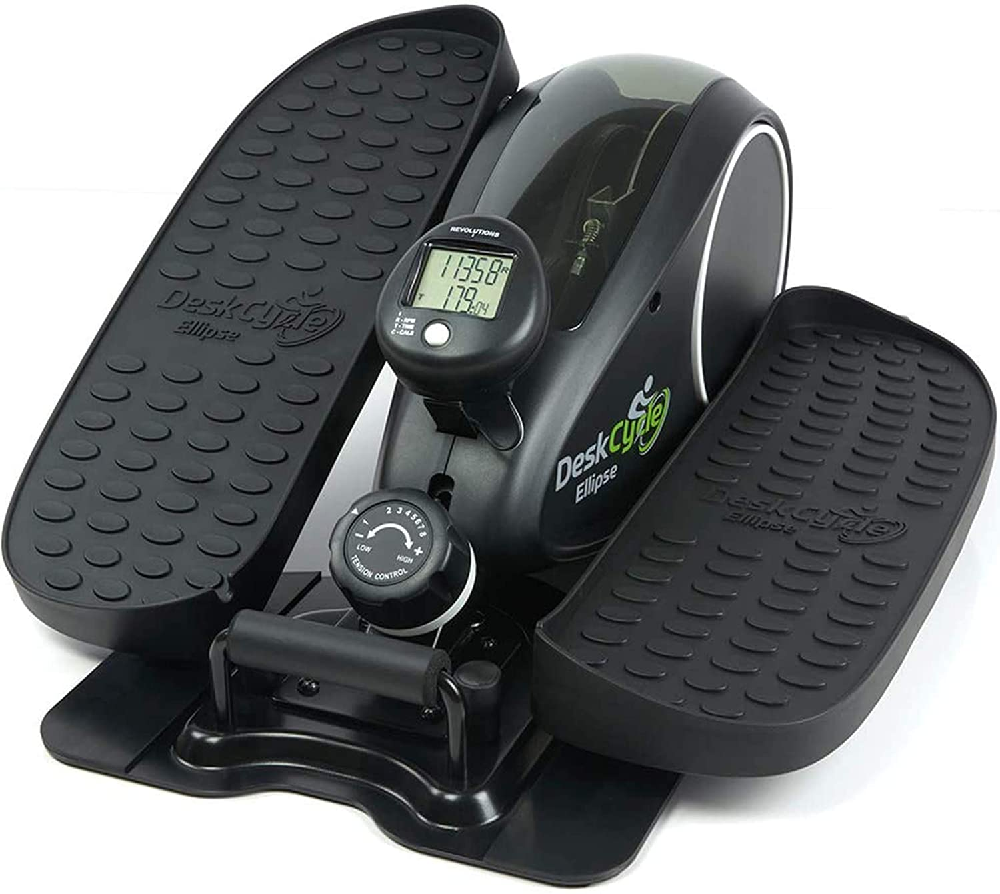 REVOLUTIONS
11358 R
T 179:04
R - RPM
T - TIME
C - CALS
DeskCycle
Ellipse
DeskCycle
Ellipse
1 2 3 4 5 6 7 8
− +
LOW HIGH
TENSION CONTROL
DeskCycle
Ellipse